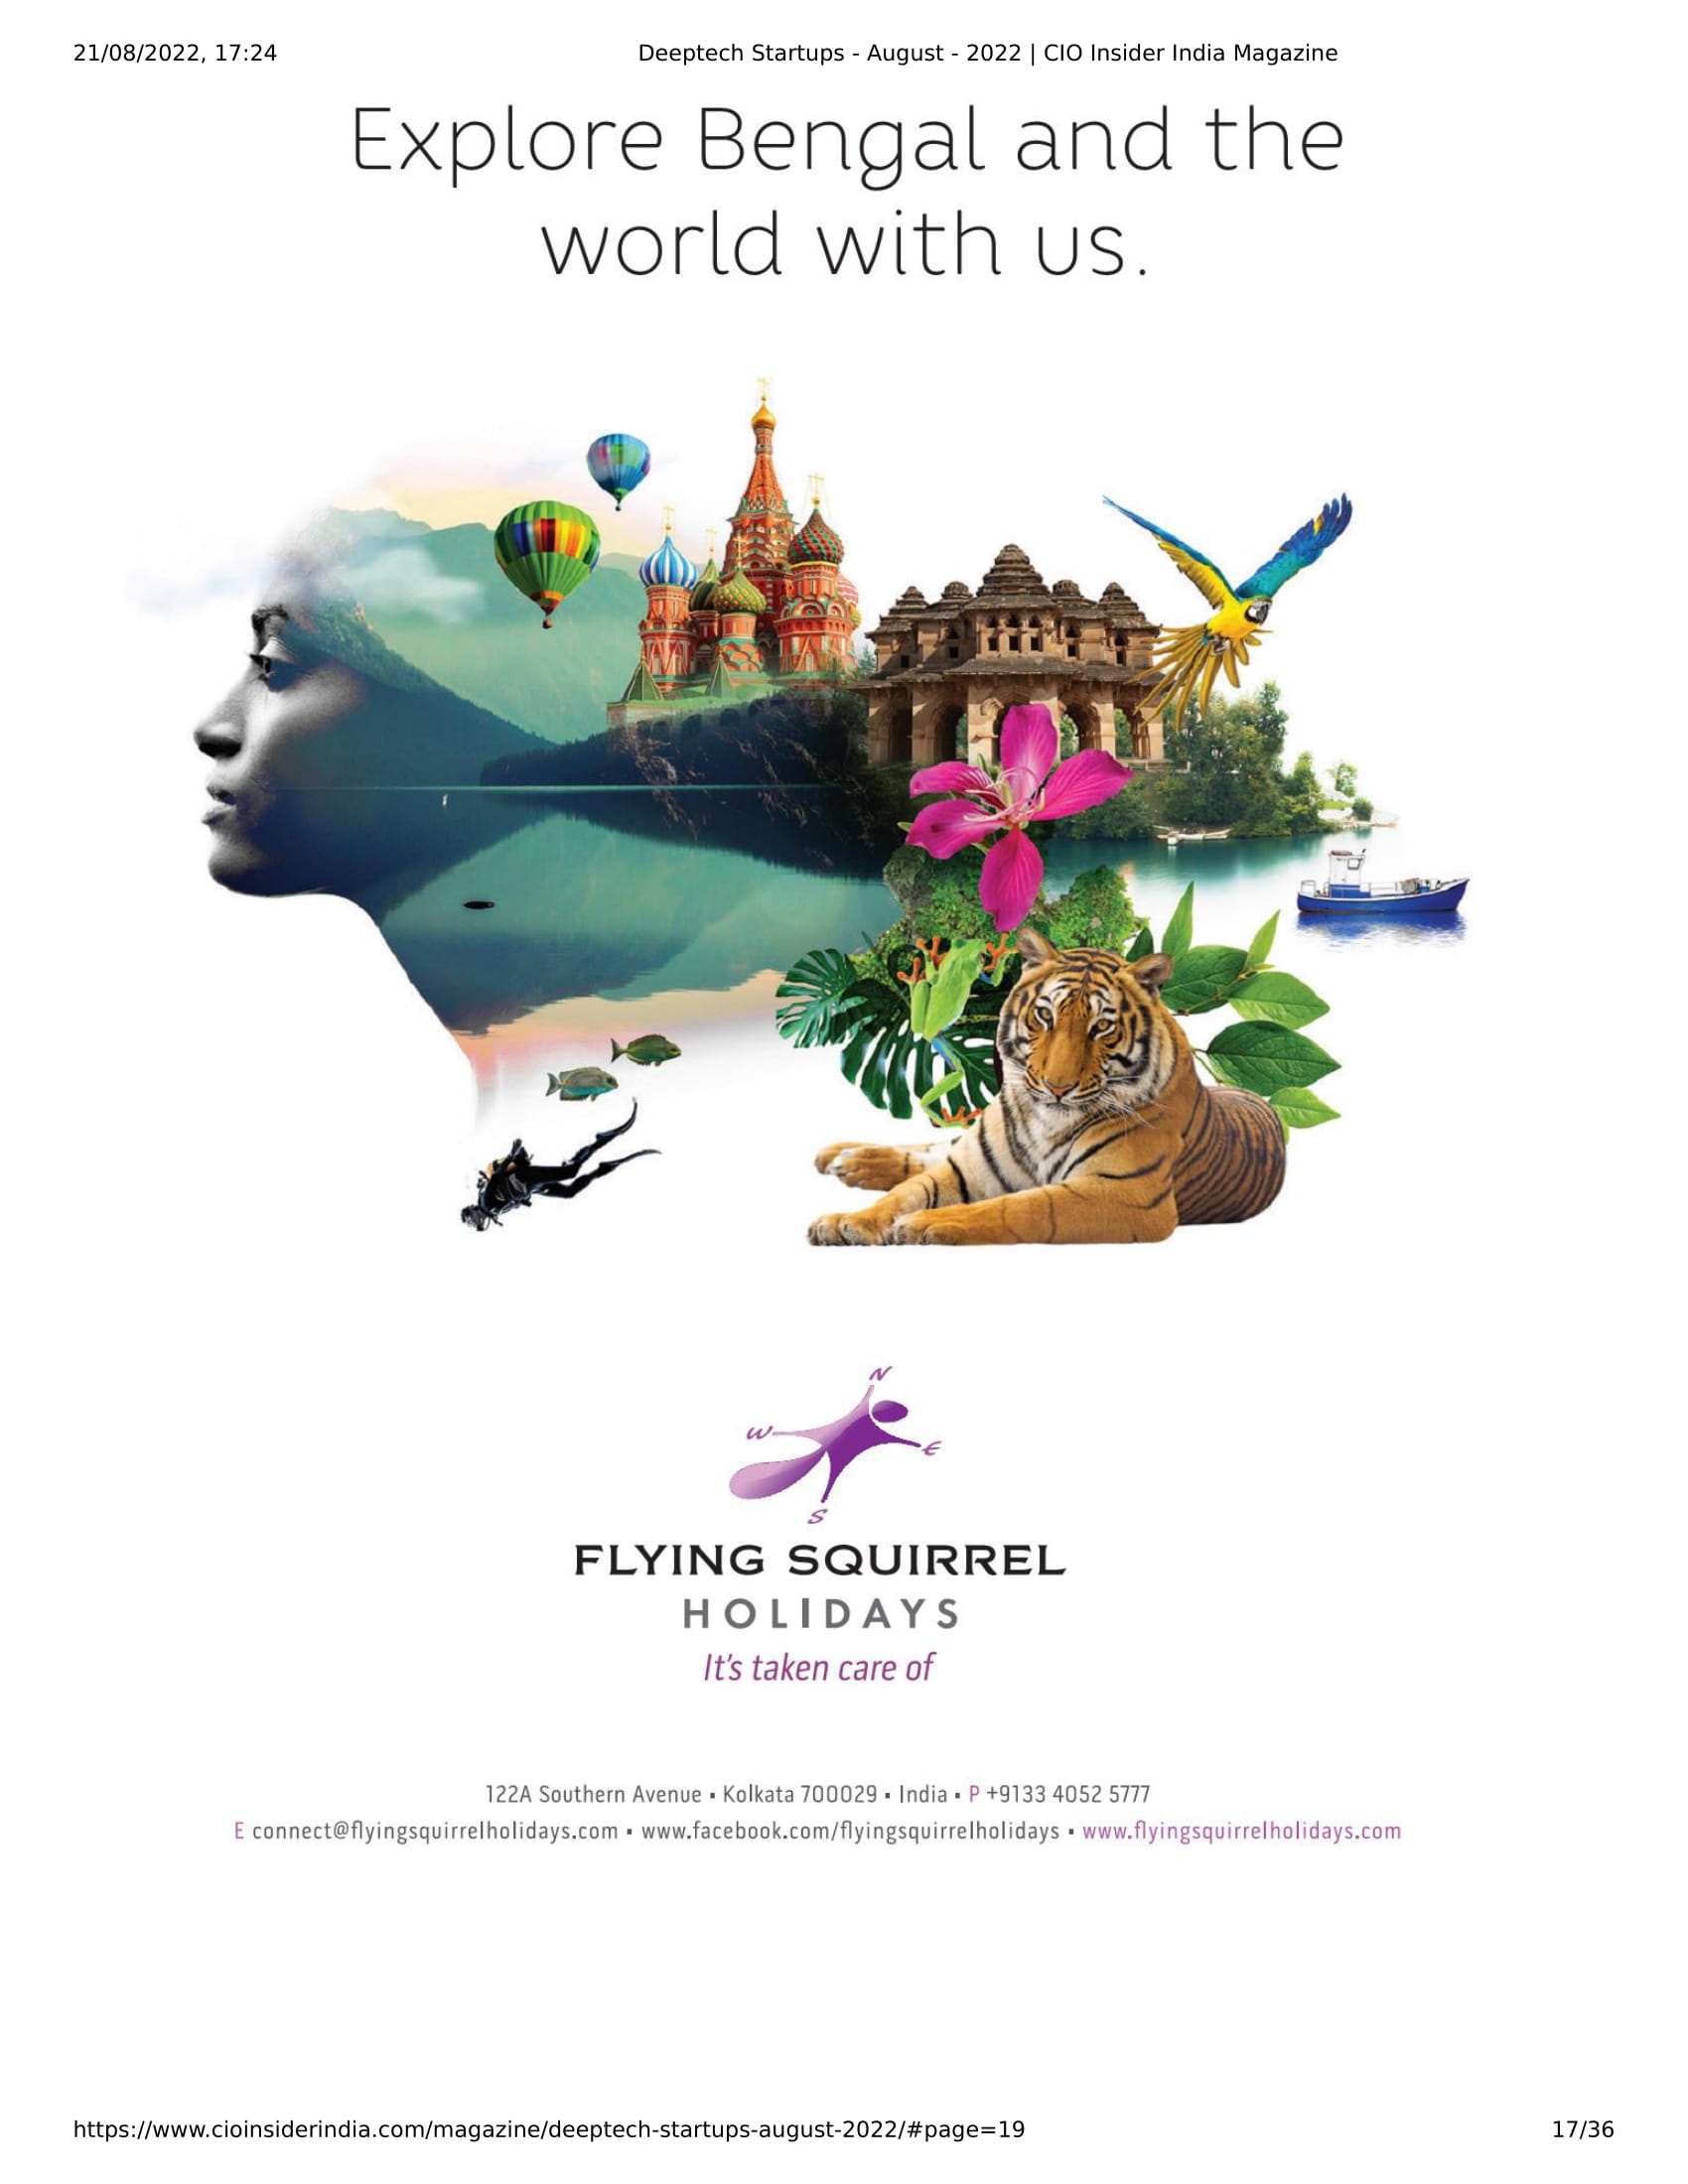 21/08/2022, 17:24 Deeptech Startups - August - 2022 | CIO Insider India Magazine
Explore Bengal and the
world with us.
N
W
E
S
FLYING SQUIRREL
HOLIDAYS
It's taken care of
122A Southern Avenue ▪ Kolkata 700029 ▪ India ▪ P +9133 4052 5777
E connect@flyingsquirrelholidays.com ▪ www.facebook.com/flyingsquirrelholidays ▪ www.flyingsquirrelholidays.com
https://www.cioinsiderindia.com/magazine/deeptech-startups-august-2022/#page=19 17/36